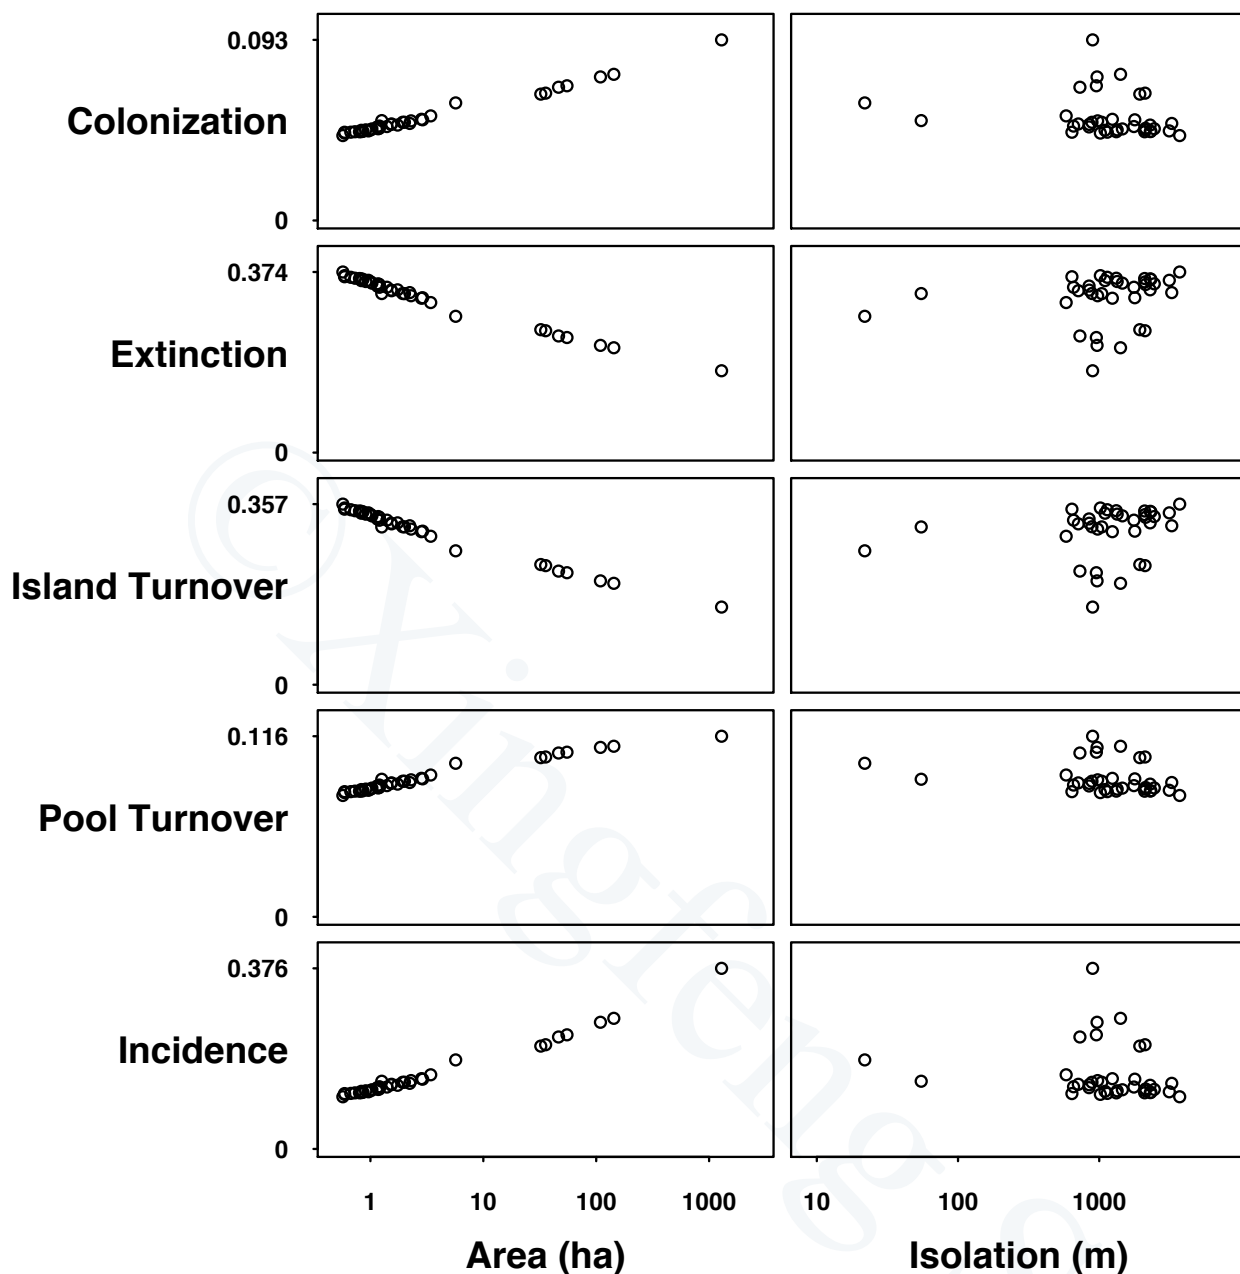 0.093
Colonization
0
0.374
Extinction
0
0.357
Island Turnover
0
0.116
Pool Turnover
0
0.376
Incidence
0
1 10 100 1000 10 100 1000
Area (ha) Isolation (m)
©Xingfeng S